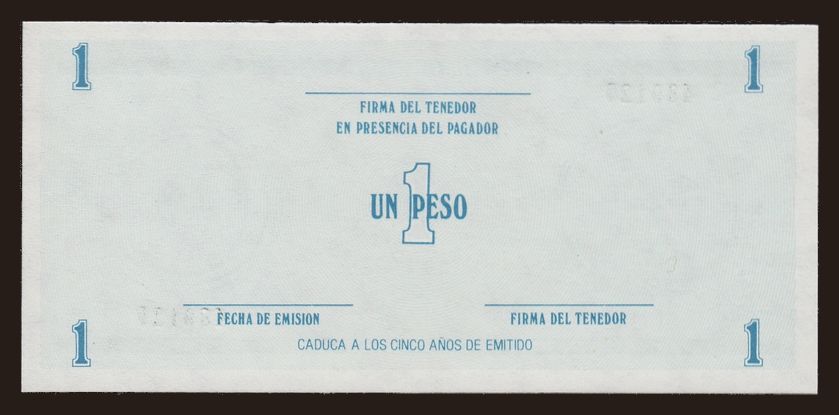 1 1
FIRMA DEL TENEDOR
EN PRESENCIA DEL PAGADOR
1
UN PESO
FECHA DE EMISION FIRMA DEL TENEDOR
1 CADUCA A LOS CINCO AÑOS DE EMITIDO 1